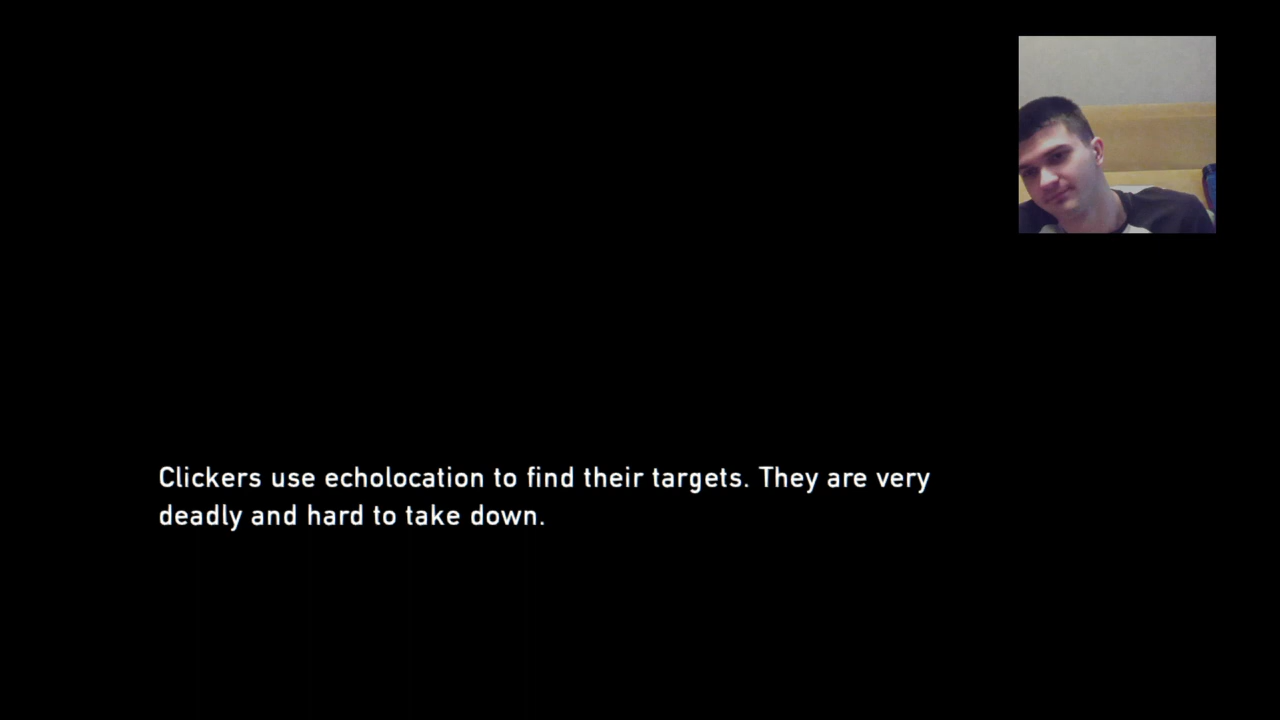 Clickers use echolocation to find their targets. They are very
deadly and hard to take down.